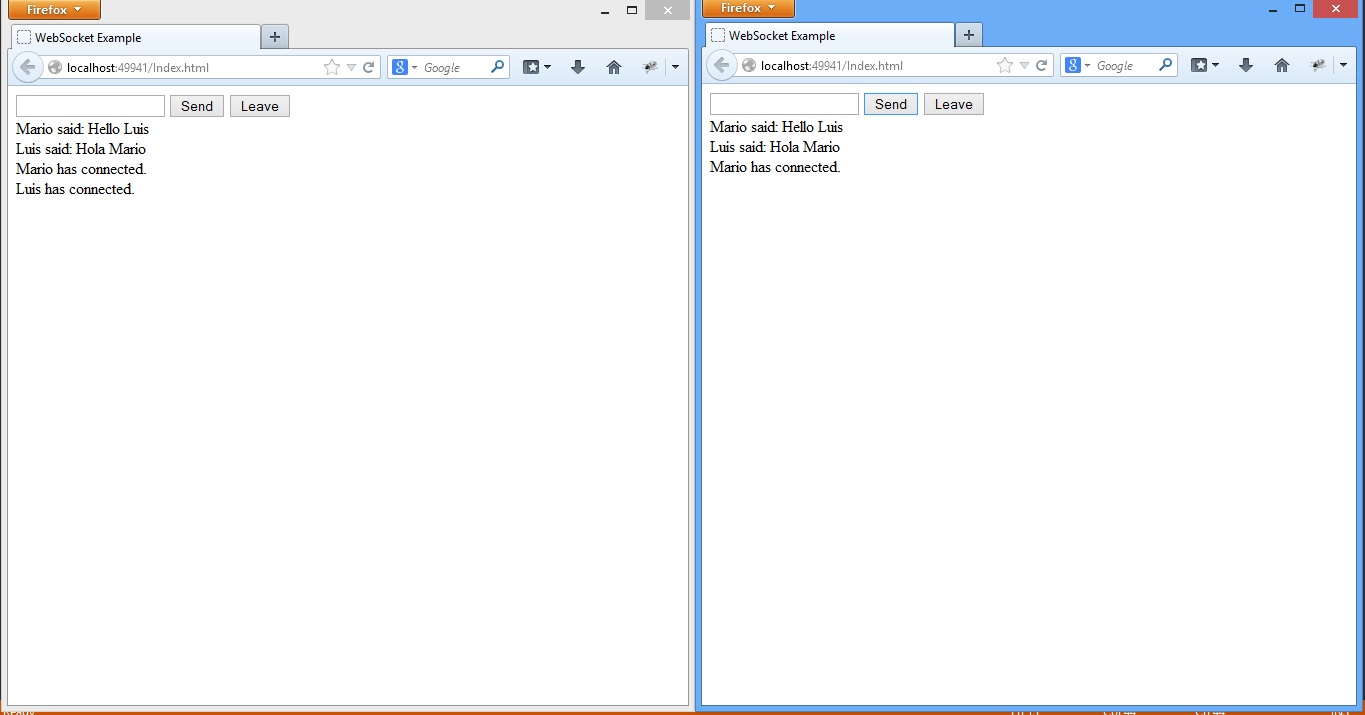 Firefox
WebSocket Example
localhost:49941/Index.html
Google
Send Leave
Mario said: Hello Luis
Luis said: Hola Mario
Mario has connected.
Luis has connected.
Firefox
WebSocket Example
localhost:49941/Index.html
Google
Send Leave
Mario said: Hello Luis
Luis said: Hola Mario
Mario has connected.